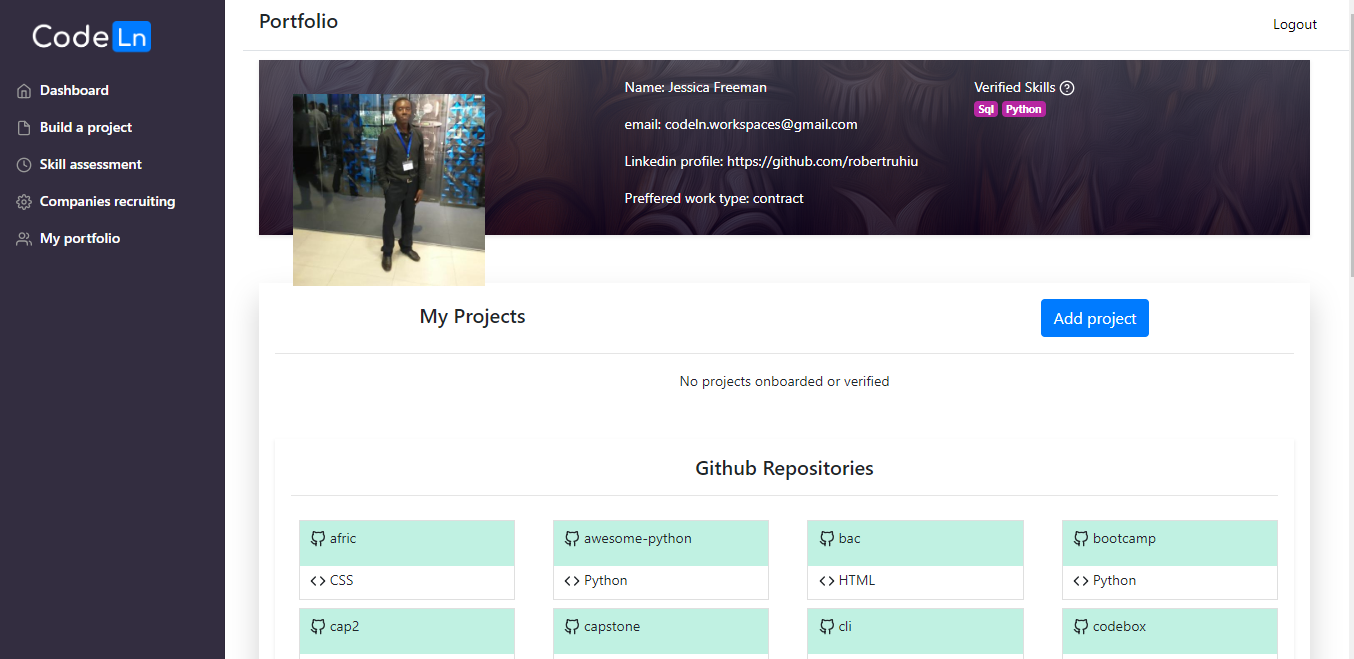 CodeLn
Dashboard
Build a project
Skill assessment
Companies recruiting
My portfolio
Portfolio
Logout
Name: Jessica Freeman
email: codeln.workspaces@gmail.com
Linkedin profile: https://github.com/robertruhiu
Preffered work type: contract
Verified Skills
Sql Python
My Projects
Add project
No projects onboarded or verified
Github Repositories
afric
CSS
awesome-python
Python
bac
HTML
bootcamp
Python
cap2
capstone
cli
codebox